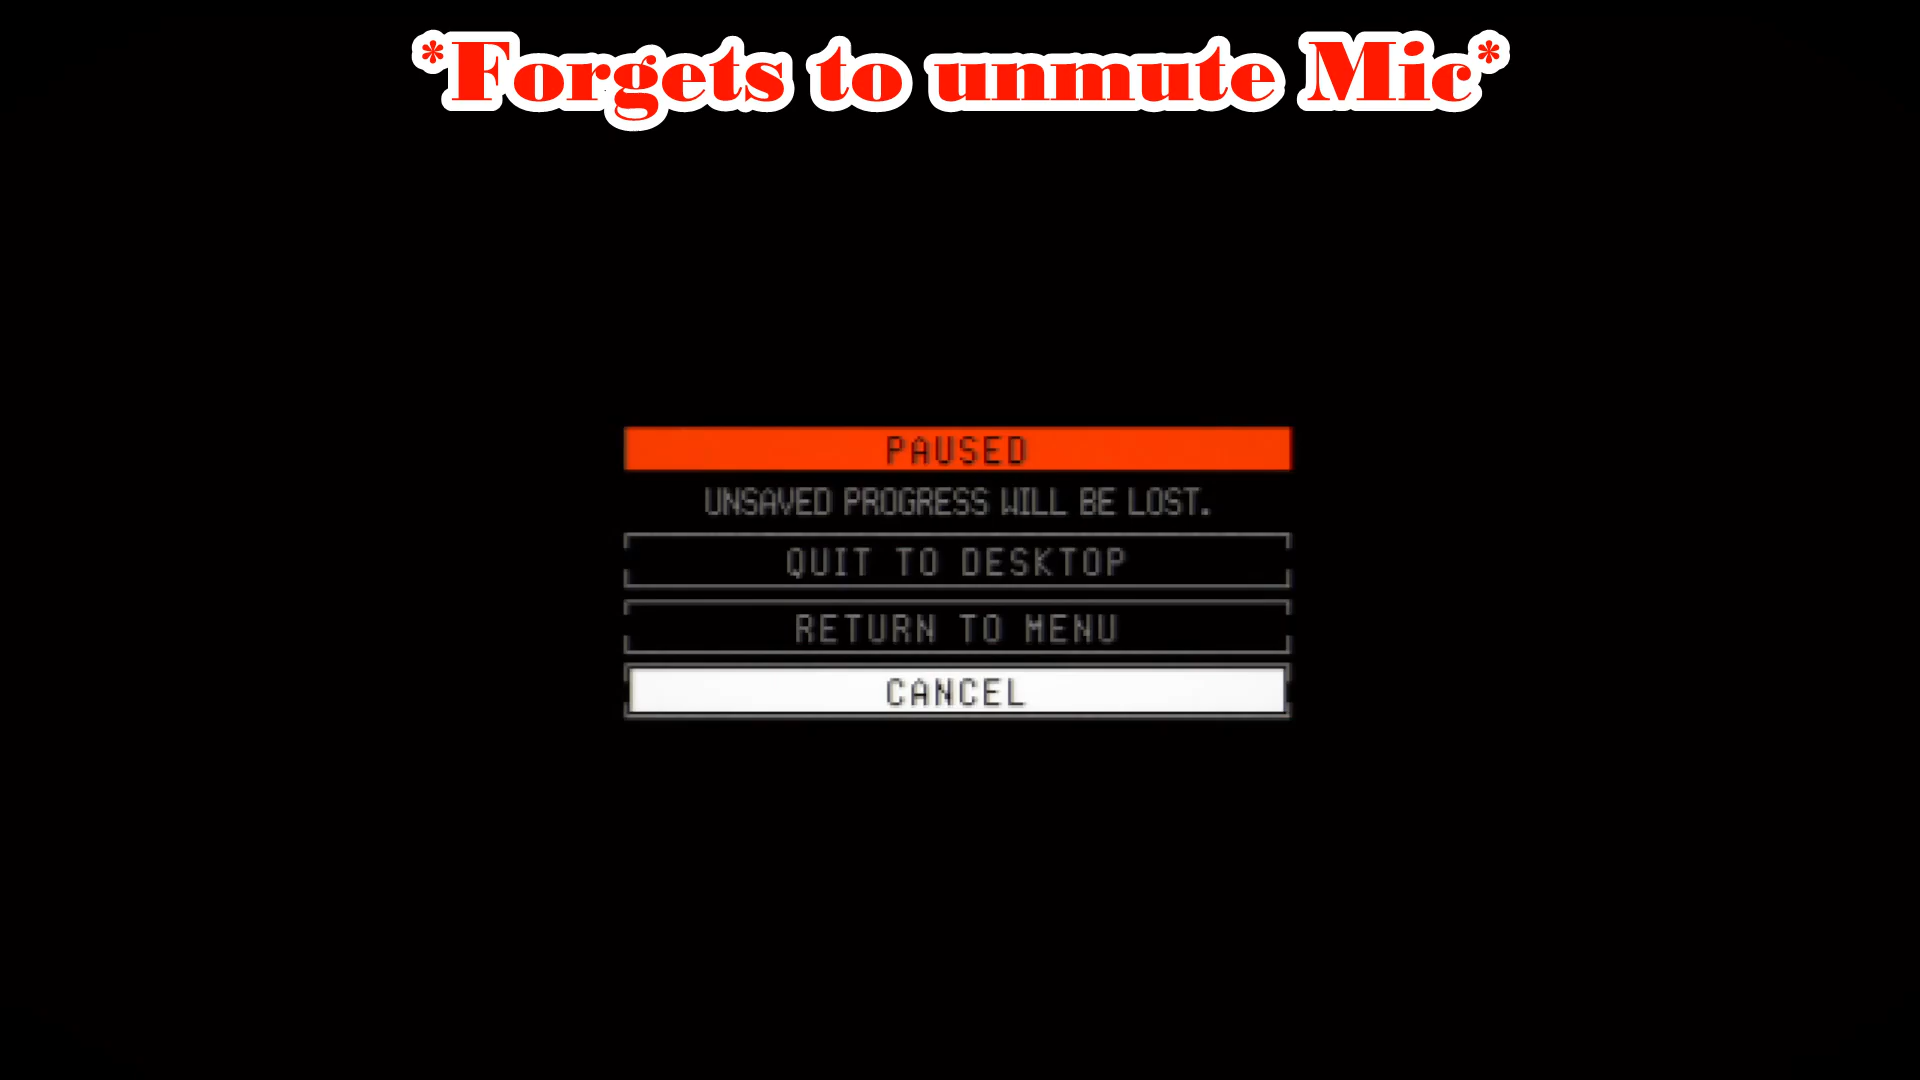 *Forgets to unmute Mic*
PAUSED
UNSAVED PROGRESS WILL BE LOST.
QUIT TO DESKTOP
RETURN TO MENU
CANCEL